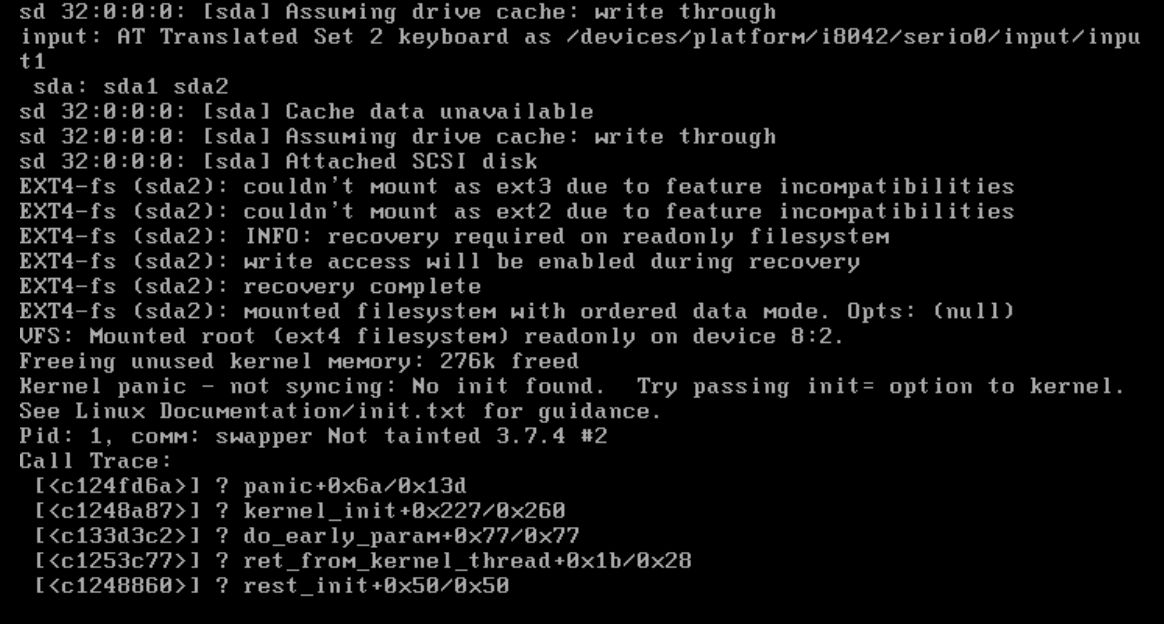 sd 32:0:0:0: [sda] Assuming drive cache: write through
input: AT Translated Set 2 keyboard as /devices/platform/i8042/serio0/input/inpu
t1
 sda: sda1 sda2
sd 32:0:0:0: [sda] Cache data unavailable
sd 32:0:0:0: [sda] Assuming drive cache: write through
sd 32:0:0:0: [sda] Attached SCSI disk
EXT4-fs (sda2): couldn't mount as ext3 due to feature incompatibilities
EXT4-fs (sda2): couldn't mount as ext2 due to feature incompatibilities
EXT4-fs (sda2): INFO: recovery required on readonly filesystem
EXT4-fs (sda2): write access will be enabled during recovery
EXT4-fs (sda2): recovery complete
EXT4-fs (sda2): mounted filesystem with ordered data mode. Opts: (null)
VFS: Mounted root (ext4 filesystem) readonly on device 8:2.
Freeing unused kernel memory: 276k freed
Kernel panic - not syncing: No init found.  Try passing init= option to kernel.
See Linux Documentation/init.txt for guidance.
Pid: 1, comm: swapper Not tainted 3.7.4 #2
Call Trace:
 [<c124fd6a>] ? panic+0x6a/0x13d
 [<c1248a87>] ? kernel_init+0x227/0x260
 [<c133d3c2>] ? do_early_param+0x77/0x77
 [<c1253c77>] ? ret_from_kernel_thread+0x1b/0x28
 [<c1248860>] ? rest_init+0x50/0x50